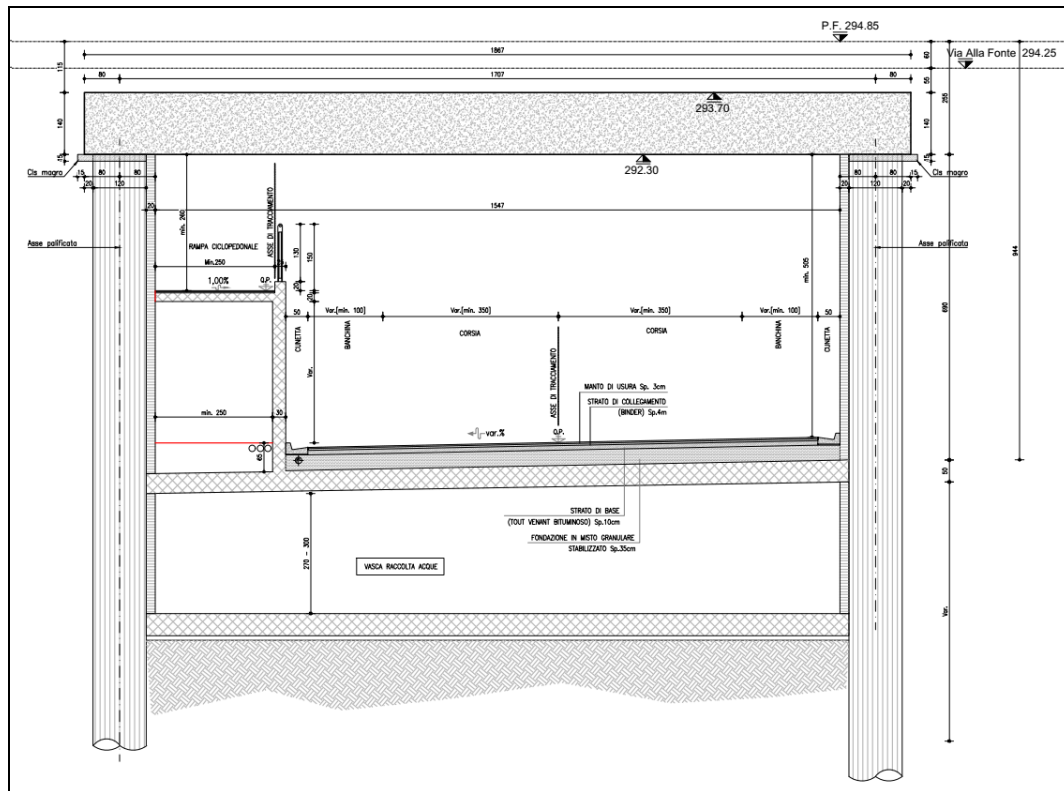 P.F. 294.85
1867
Via Alla Fonte 294.25
115
60
80
1707
80
55
255
293.70
140
140
15
292.30
15
Cls magro
15
80
80
80
80
15
Cls magro
20
120
20
120
20
20
1547
min. 260
ASSE DI TRACCIAMENTO
Asse palificata
Asse palificata
RAMPA CICLOPEDONALE
130
150
min. 505
944
Min.250
1,00%
Q.P.
20
20
690
50
Var.(min. 100)
Var.(min. 350)
Var.(min. 350)
Var.(min. 100)
50
CUNETTA
BANCHINA
CORSIA
CORSIA
BANCHINA
CUNETTA
Var.
ASSE DI TRACCIAMENTO
MANTO DI USURA Sp. 3cm
STRATO DI COLLEGAMENTO
(BINDER) Sp.4m
min. 250
30
var.%
Q.P.
65
50
STRATO DI BASE
(TOUT VENANT BITUMINOSO) Sp.10cm
FONDAZIONE IN MISTO GRANULARE
STABILIZZATO Sp.35cm
270 - 300
VASCA RACCOLTA ACQUE
Var.